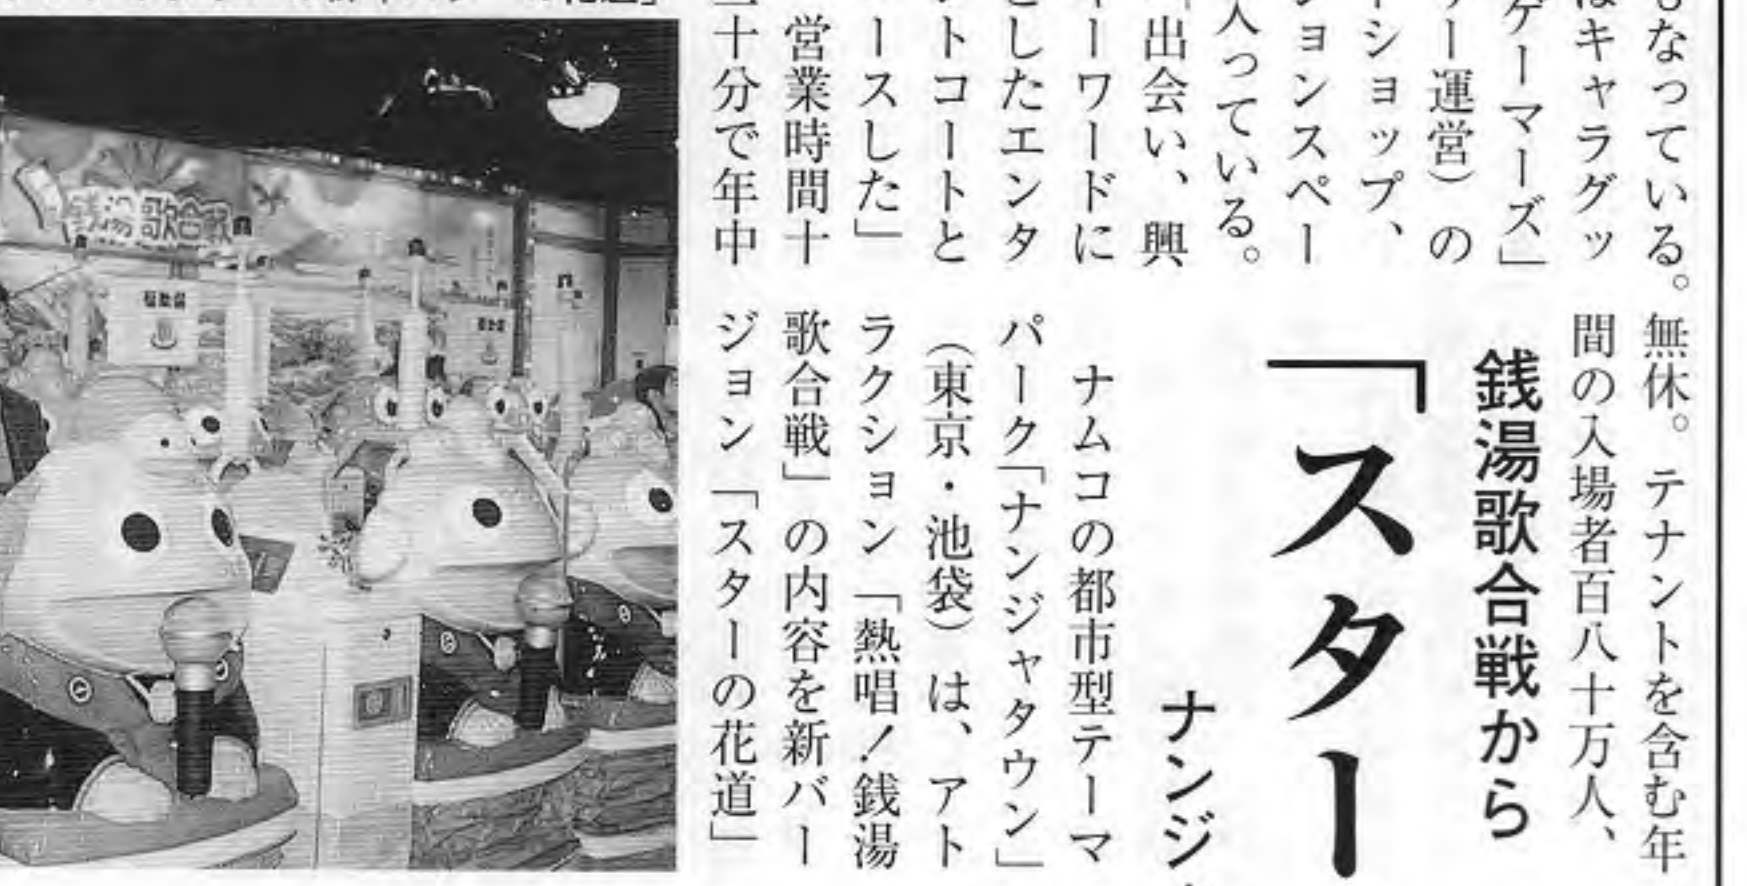 なっている。
はキャラグッ
ゲーマーズ」
ー運営)の
ショップ、
ションスペー
入っている。
「出会い、興
キーワードに
としたエンタ
ントコートと
ースした」
営業時間十
十分で年中
無休。テナントを含む年
間の入場者百八十万人、
銭湯歌合戦から
「スター
ナンジ
ナムコの都市型テーマ
パーク「ナンジャタウン」
(東京・池袋)は、アト
ラクション「熱唱!銭湯
歌合戦」の内容を新バー
ジョン「スターの花道」
銭湯歌合戦